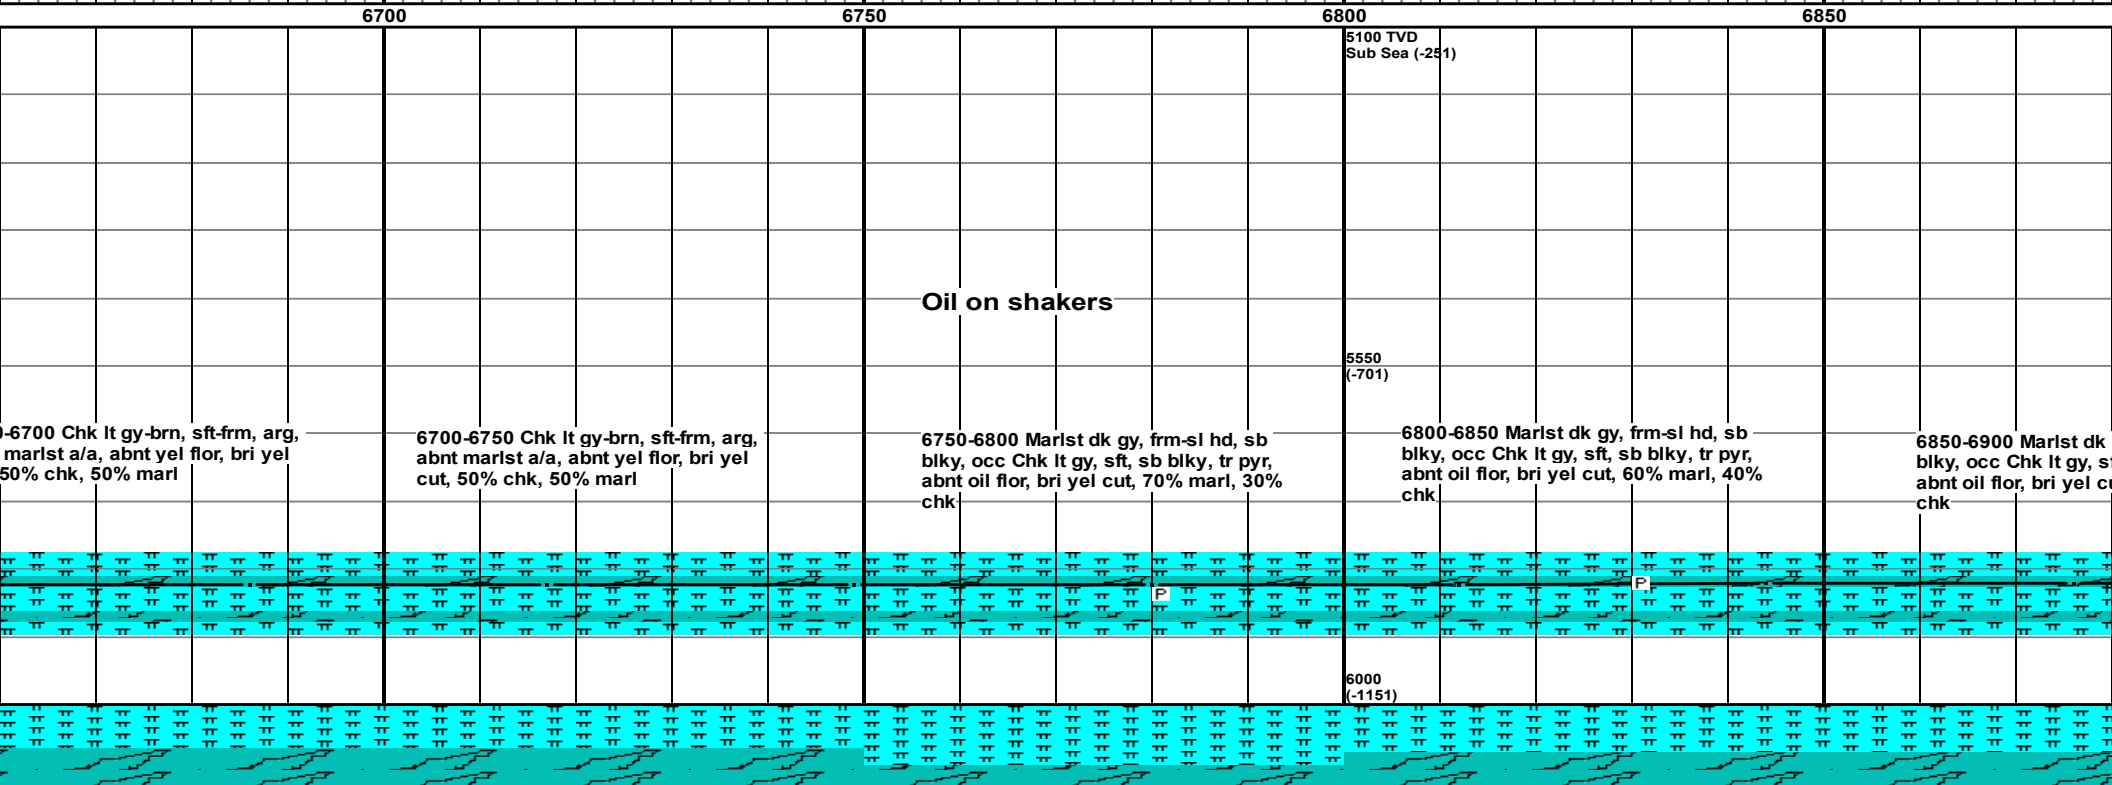 6700
6750
6800
6850
5100 TVD
Sub Sea (-251)
Oil on shakers
5550
(-701)
-6700 Chk lt gy-brn, sft-frm, arg,
marlst a/a, abnt yel flor, bri yel
50% chk, 50% marl
6700-6750 Chk lt gy-brn, sft-frm, arg,
abnt marlst a/a, abnt yel flor, bri yel
cut, 50% chk, 50% marl
6750-6800 Marlst dk gy, frm-sl hd, sb
blky, occ Chk lt gy, sft, sb blky, tr pyr,
abnt oil flor, bri yel cut, 70% marl, 30%
chk
6800-6850 Marlst dk gy, frm-sl hd, sb
blky, occ Chk lt gy, sft, sb blky, tr pyr,
abnt oil flor, bri yel cut, 60% marl, 40%
chk
6850-6900 Marlst dk
blky, occ Chk lt gy,
abnt oil flor, bri yel
chk
P
P
6000
(-1151)